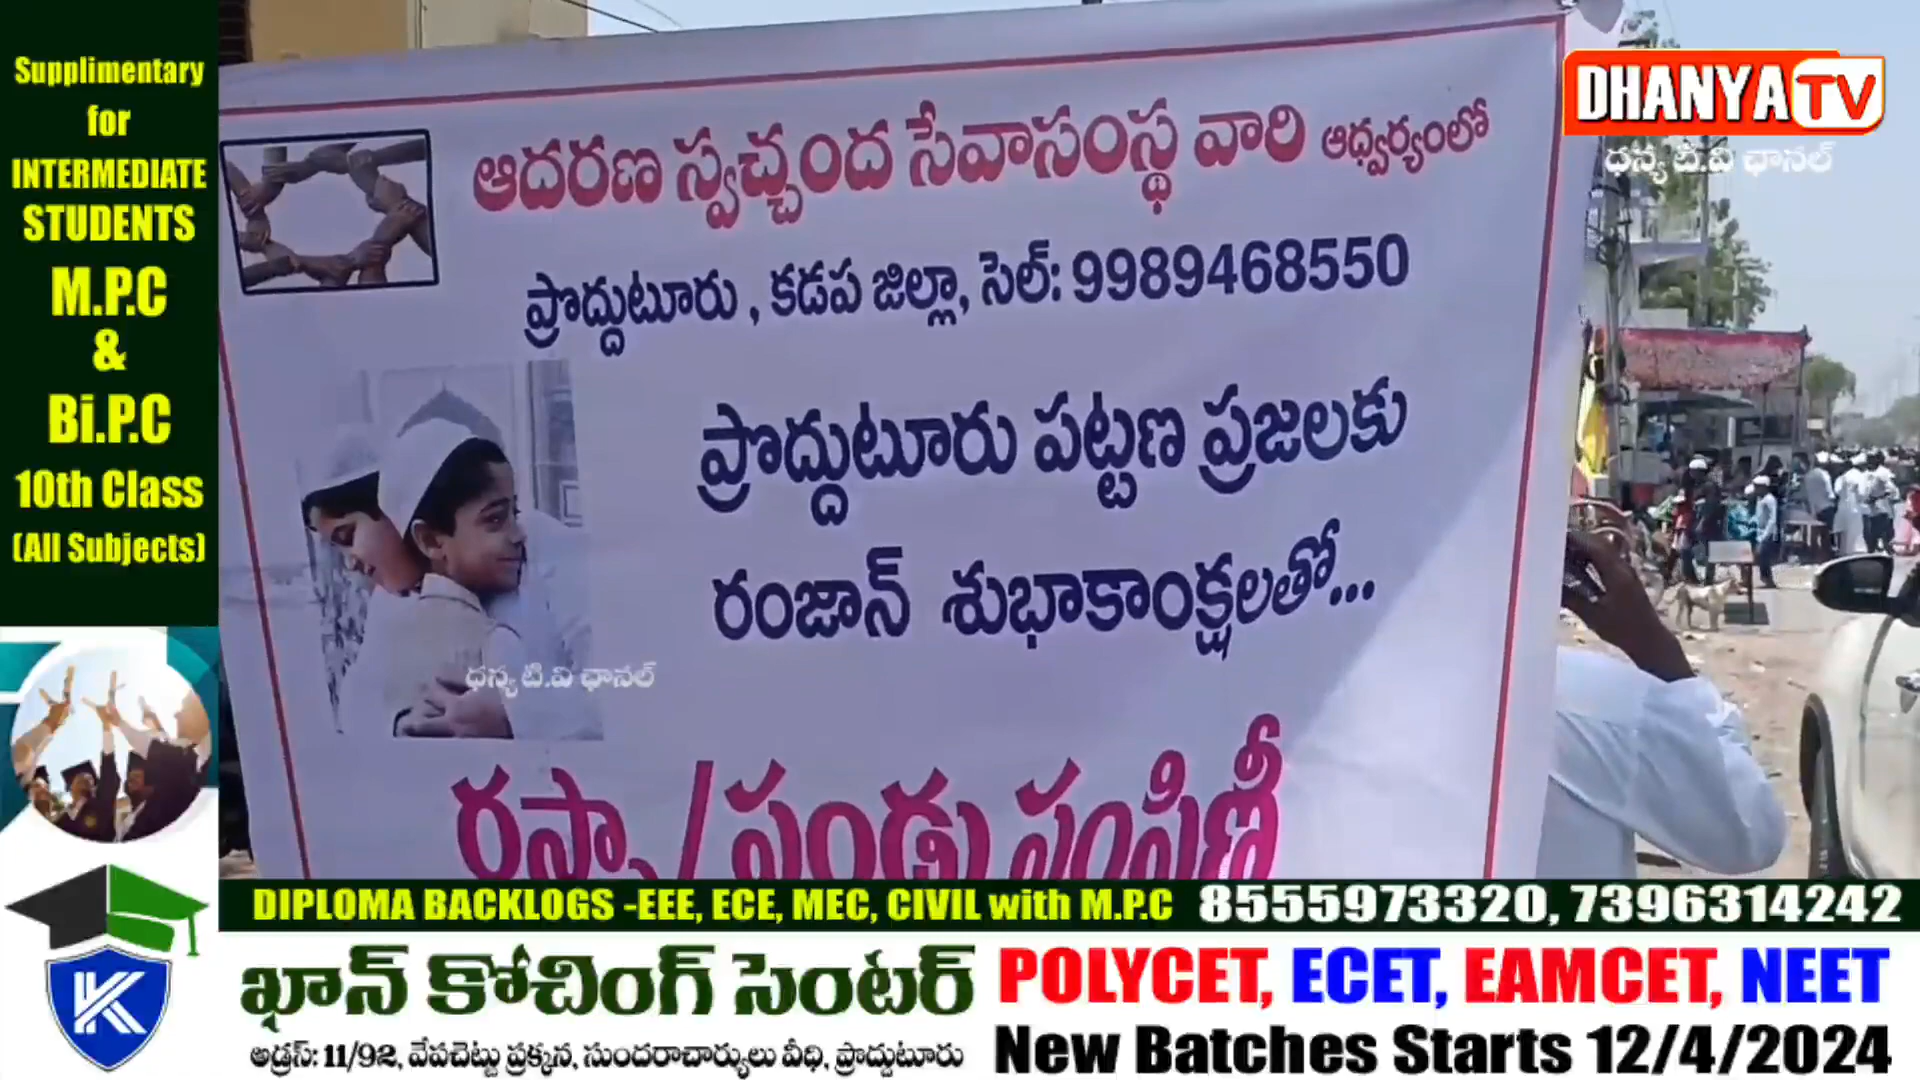 Supplimentary
for
INTERMEDIATE
STUDENTS
M.P.C
&
Bi.P.C
10th Class
(All Subjects)
DHANYA TV
ధన్య టి.వి ఛానల్
ఆదరణ స్వచ్చంద సేవాసంస్థ వారి ఆధ్వర్యంలో
ప్రొద్దుటూరు, కడప జిల్లా, సెల్: 9989468550
ప్రొద్దుటూరు పట్టణ ప్రజలకు
రంజాన్ శుభాకాంక్షలతో...
ధన్య టి.వి ఛానల్
రస్నా / పండ్లు పంపిణీ
DIPLOMA BACKLOGS -EEE, ECE, MEC, CIVIL with M.P.C 8555973320, 7396314242
K
ఖాన్ కోచింగ్ సెంటర్
అడ్రస్: 11/92, వేపచెట్టు ప్రక్కన, సుందరాచార్యులు వీధి, ప్రొద్దుటూరు
POLYCET, ECET, EAMCET, NEET
New Batches Starts 12/4/2024